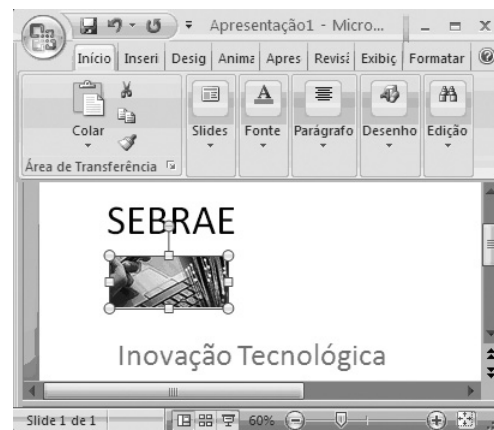 Apresentação1 - Micro...
Início Inseri Desig Anima Apres Revisã Exibiç Formatar
Colar Slides Fonte Parágrafo Desenho Edição
Área de Transferência
SEBRAE
Inovação Tecnológica
Slide 1 de 1 60%